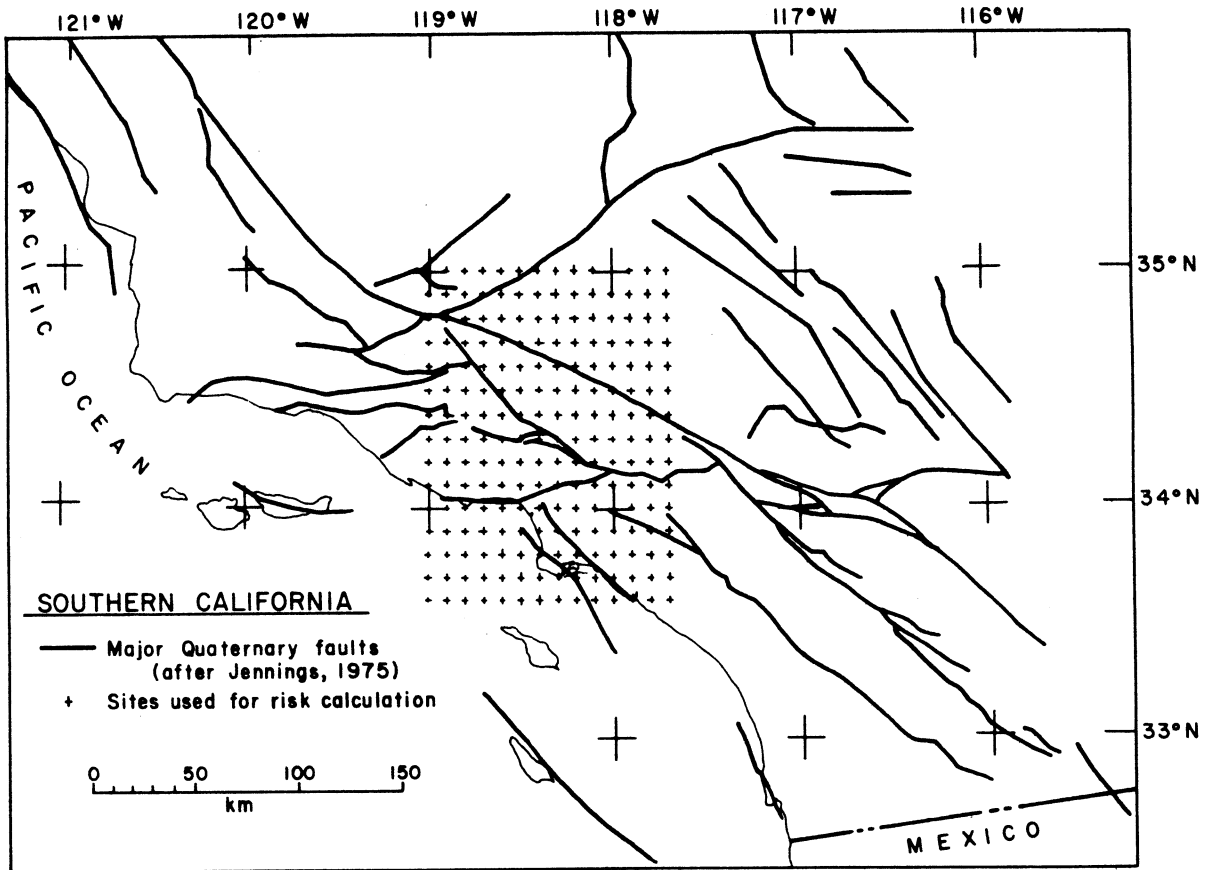 121°W 120°W 119°W 118°W 117°W 116°W
PACIFIC OCEAN
35°N
34°N
33°N
SOUTHERN CALIFORNIA
Major Quaternary faults
(after Jennings, 1975)
+ Sites used for risk calculation
0 50 100 150
km
MEXICO